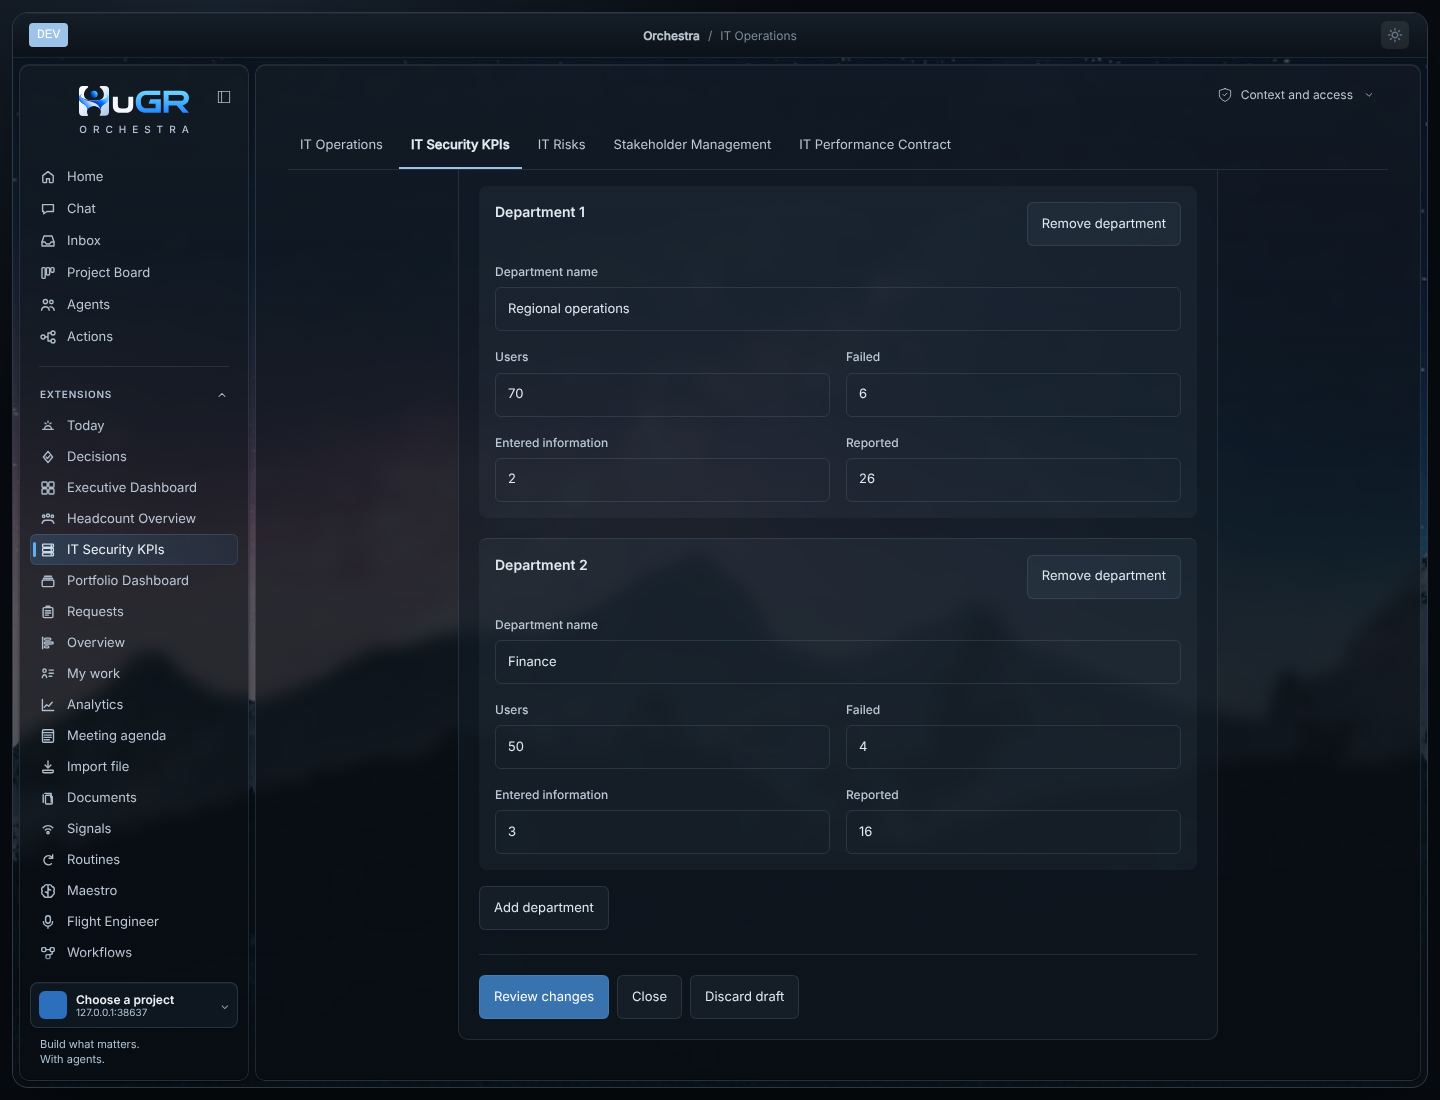 DEV
Orchestra / IT Operations
HuGR
ORCHESTRA
Context and access
IT Operations
IT Security KPIs
IT Risks
Stakeholder Management
IT Performance Contract
Home
Chat
Inbox
Project Board
Agents
Actions
EXTENSIONS
Today
Decisions
Executive Dashboard
Headcount Overview
IT Security KPIs
Portfolio Dashboard
Requests
Overview
My work
Analytics
Meeting agenda
Import file
Documents
Signals
Routines
Maestro
Flight Engineer
Workflows
Choose a project
127.0.0.1:38637
Build what matters.
With agents.
Department 1
Remove department
Department name
Regional operations
Users
Failed
70
6
Entered information
Reported
2
26
Department 2
Remove department
Department name
Finance
Users
Failed
50
4
Entered information
Reported
3
16
Add department
Review changes
Close
Discard draft